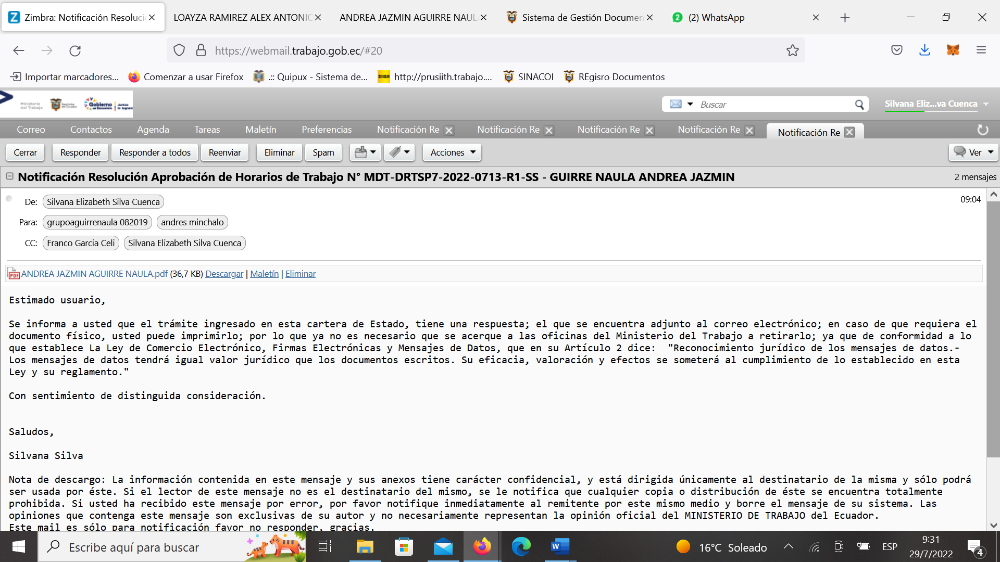 Zimbra: Notificación Resoluci
LOAYZA RAMIREZ ALEX ANTONIO
ANDREA JAZMIN AGUIRRE NAUL
Sistema de Gestión Documen
2 (2) WhatsApp
https://webmail.trabajo.gob.ec/#20
Importar marcadores...
Comenzar a usar Firefox
.:: Quipux - Sistema de...
http://prusiith.trabajo....
SINACOI
REgisro Documentos
Ministerio del Trabajo
Gobierno
Juntos
Buscar
Silvana Eliz...va Cuenca
Correo Contactos Agenda Tareas Maletín Preferencias Notificación Re Notificación Re Notificación Re Notificación Re Notificación Re
Cerrar Responder Responder a todos Reenviar Eliminar Spam Acciones Ver
Notificación Resolución Aprobación de Horarios de Trabajo N° MDT-DRTSP7-2022-0713-R1-SS - GUIRRE NAULA ANDREA JAZMIN
2 mensajes
De: Silvana Elizabeth Silva Cuenca
09:04
Para: grupoaguirrenaula 082019 andres minchalo
CC: Franco Garcia Celi Silvana Elizabeth Silva Cuenca
PDF ANDREA JAZMIN AGUIRRE NAULA.pdf (36,7 KB) Descargar | Maletín | Eliminar
Estimado usuario,
Se informa a usted que el trámite ingresado en esta cartera de Estado, tiene una respuesta; el que se encuentra adjunto al correo electrónico; en caso de que requiera el
documento físico, usted puede imprimirlo; por lo que ya no es necesario que se acerque a las oficinas del Ministerio del Trabajo a retirarlo; ya que de conformidad a lo
que establece La Ley de Comercio Electrónico, Firmas Electrónicas y Mensajes de Datos, que en su Artículo 2 dice:  "Reconocimiento jurídico de los mensajes de datos.-
Los mensajes de datos tendrá igual valor jurídico que los documentos escritos. Su eficacia, valoración y efectos se someterá al cumplimiento de lo establecido en esta
Ley y su reglamento."
Con sentimiento de distinguida consideración.
Saludos,
Silvana Silva
Nota de descargo: La información contenida en este mensaje y sus anexos tiene carácter confidencial, y está dirigida únicamente al destinatario de la misma y sólo podrá
ser usada por éste. Si el lector de este mensaje no es el destinatario del mismo, se le notifica que cualquier copia o distribución de éste se encuentra totalmente
prohibida. Si usted ha recibido este mensaje por error, por favor notifique inmediatamente al remitente por este mismo medio y borre el mensaje de su sistema. Las
opiniones que contenga este mensaje son exclusivas de su autor y no necesariamente representan la opinión oficial del MINISTERIO DE TRABAJO del Ecuador.
Este mail es sólo para notificación favor no responder, gracias.
Escribe aquí para buscar
16°C Soleado
ESP
9:31
29/7/2022
4